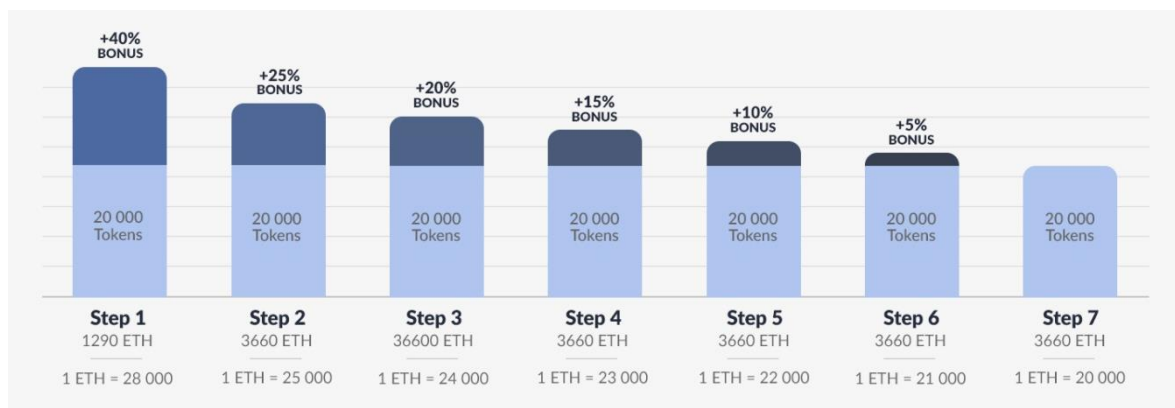 +40%
BONUS
+25%
BONUS
+20%
BONUS
+15%
BONUS
+10%
BONUS
+5%
BONUS
20 000
Tokens
20 000
Tokens
20 000
Tokens
20 000
Tokens
20 000
Tokens
20 000
Tokens
20 000
Tokens
Step 1
1290 ETH
1 ETH = 28 000
Step 2
3660 ETH
1 ETH = 25 000
Step 3
36600 ETH
1 ETH = 24 000
Step 4
3660 ETH
1 ETH = 23 000
Step 5
3660 ETH
1 ETH = 22 000
Step 6
3660 ETH
1 ETH = 21 000
Step 7
3660 ETH
1 ETH = 20 000